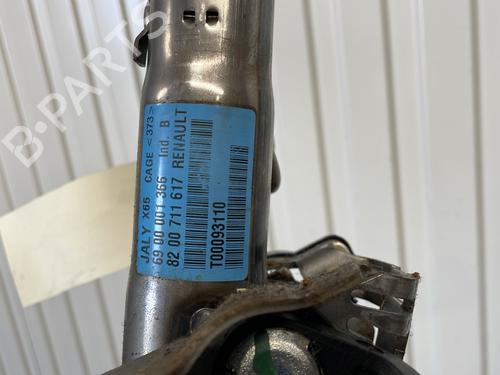 B-PARTS
JALY X65 CAGE <373>
69 00 001 366 Ind. B
82 00 711 617 RENAULT
T00093110